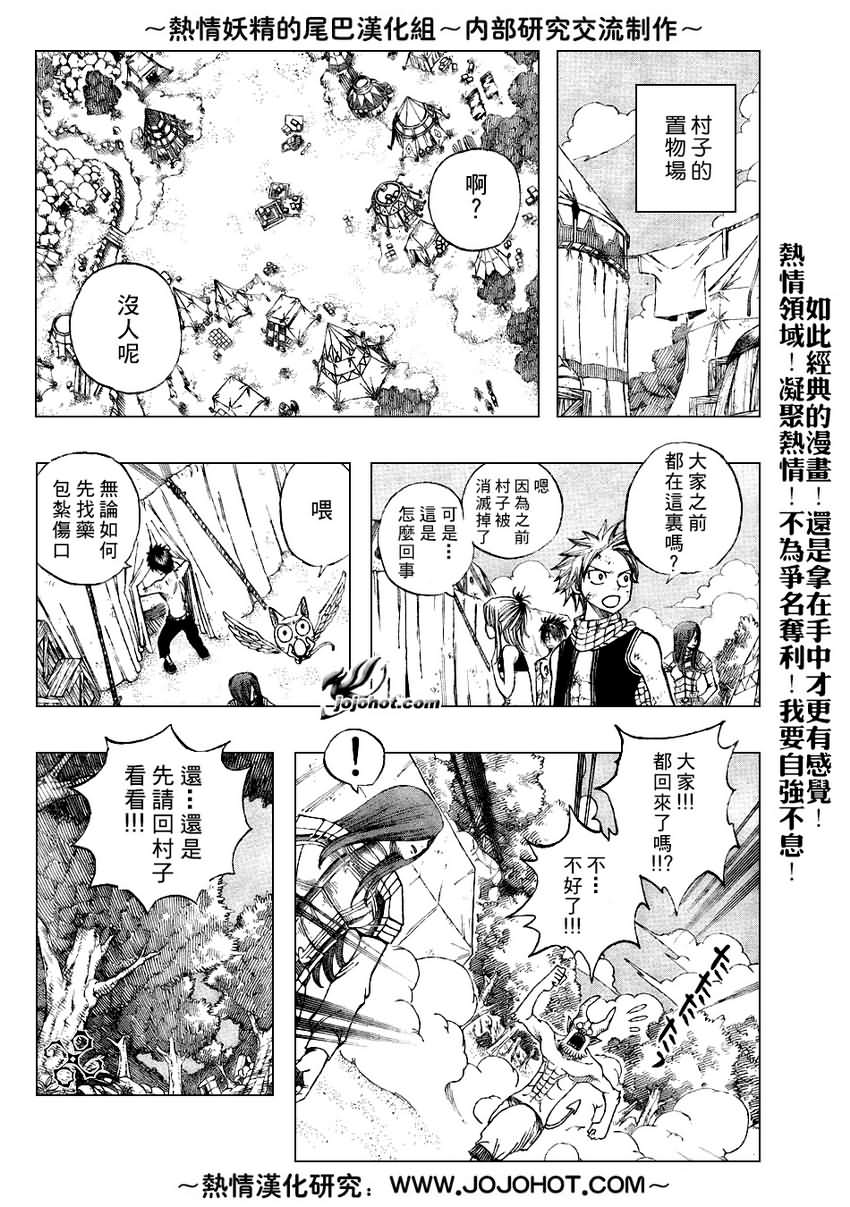 ～熱情妖精的尾巴漢化組～内部研究交流制作～
村子的
置物場
啊?
沒人呢
大家之前
都在這裏嗎?
嗯
因為之前
村子被
消滅掉了
可是…
這是
怎麼回事
喂
無論如何
先找藥
包紮傷口
jojohot.com
大家!!!
都回來了嗎!!?
不…
不好了!!!
!
ドドドドドド
還…還是
先請回村子
看看!!!
如此經典的漫畫！還是拿在手中才更有感覺！
熱情領域！凝聚熱情！不為爭名奪利！我要自強不息！
～熱情漢化研究：WWW.JOJOHOT.COM～